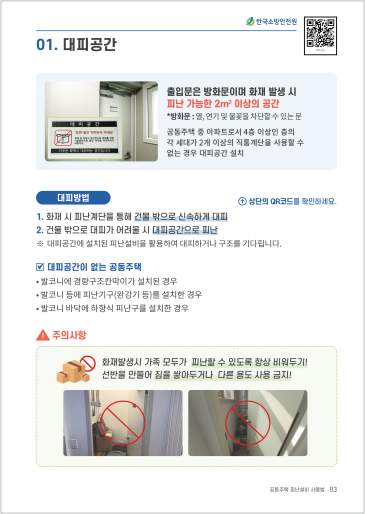 한국소방안전원
01. 대피공간
대 피 공 간
출입문은 방화문이며 화재 발생 시
피난 가능한 2m² 이상의 공간
*방화문 : 열, 연기 및 불꽃을 차단할 수 있는 문
공동주택 중 아파트로서 4층 이상인 층의
각 세대가 2개 이상의 직통계단을 사용할 수
없는 경우 대피공간 설치
대피방법
상단의 QR코드를 확인하세요.
1. 화재 시 피난계단을 통해 건물 밖으로 신속하게 대피
2. 건물 밖으로 대피가 어려울 시 대피공간으로 피난
※ 대피공간에 설치된 피난설비을 활용하여 대피하거나 구조를 기다립니다.
대피공간이 없는 공동주택
• 발코니에 경량구조칸막이가 설치된 경우
• 발코니 등에 피난기구(완강기 등)를 설치한 경우
• 발코니 바닥에 하향식 피난구를 설치한 경우
주의사항
화재발생시 가족 모두가 피난할 수 있도록 항상 비워두기!
선반을 만들어 짐을 쌓아두거나 다른 용도 사용 금지!
공동주택 피난설비 사용법 03